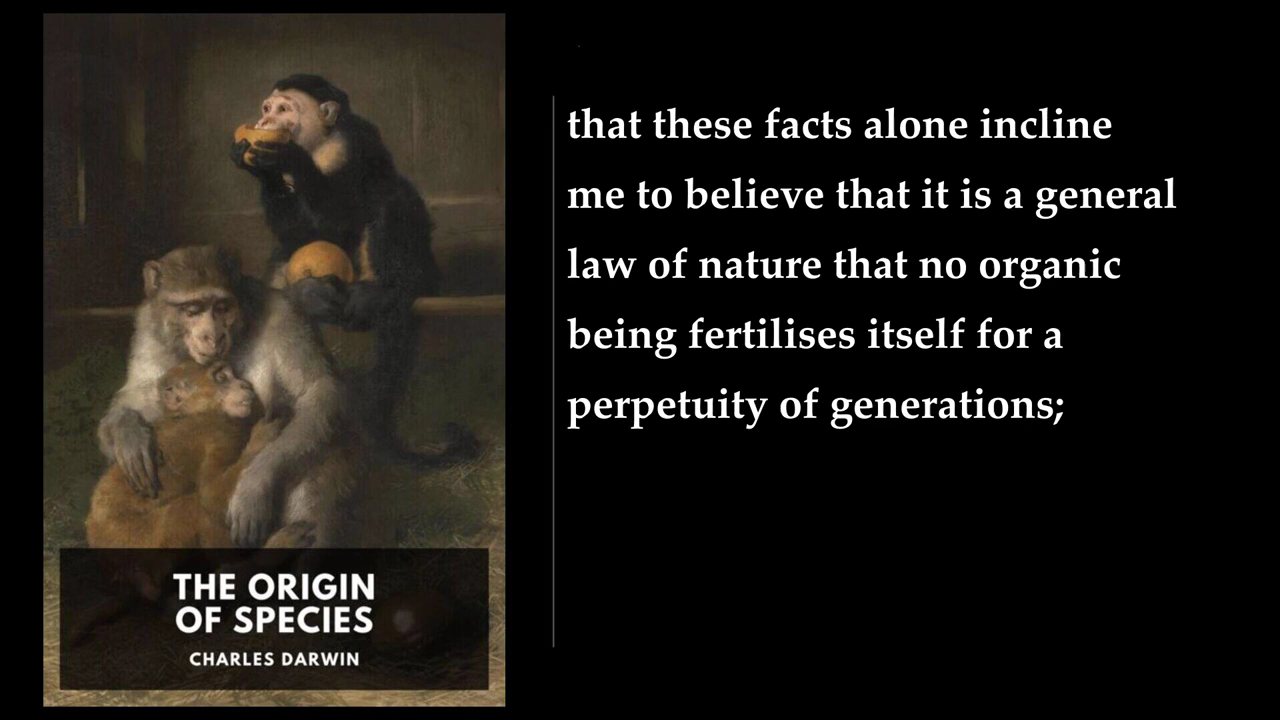 that these facts alone incline
me to believe that it is a general
law of nature that no organic
being fertilises itself for a
perpetuity of generations;
THE ORIGIN
OF SPECIES
CHARLES DARWIN